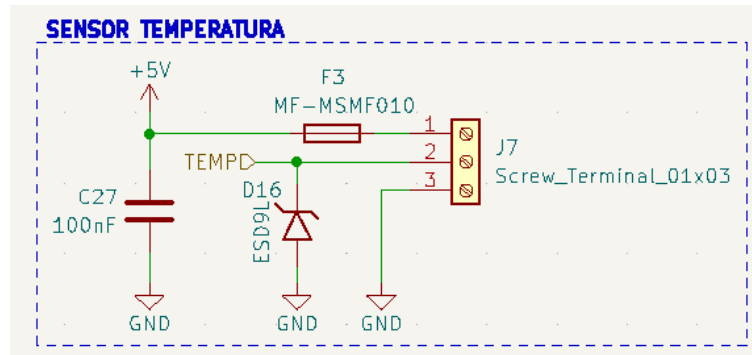 SENSOR TEMPERATURA
+5V
F3
MF-MSMF010
1
2
3
J7
Screw_Terminal_01x03
TEMP
D16
ESD9L
C27
100nF
GND
GND
GND